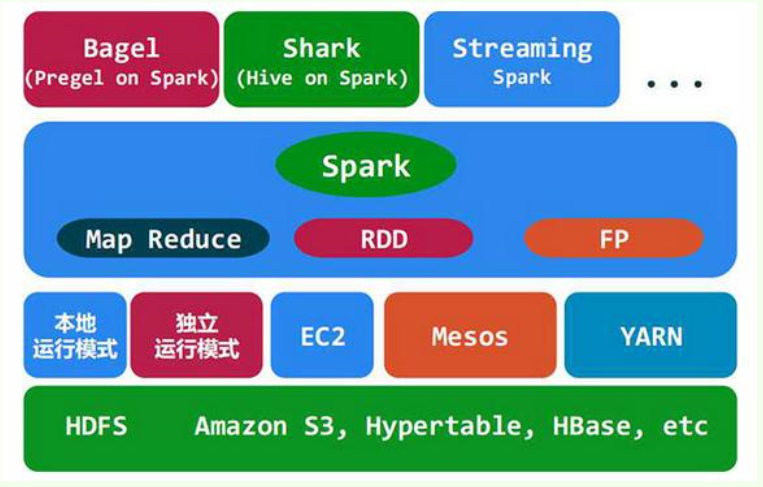 Bagel
(Pregel on Spark)
Shark
(Hive on Spark)
Streaming
Spark
...
Spark
Map Reduce
RDD
FP
本地
运行模式
独立
运行模式
EC2
Mesos
YARN
HDFS Amazon S3, Hypertable, HBase, etc